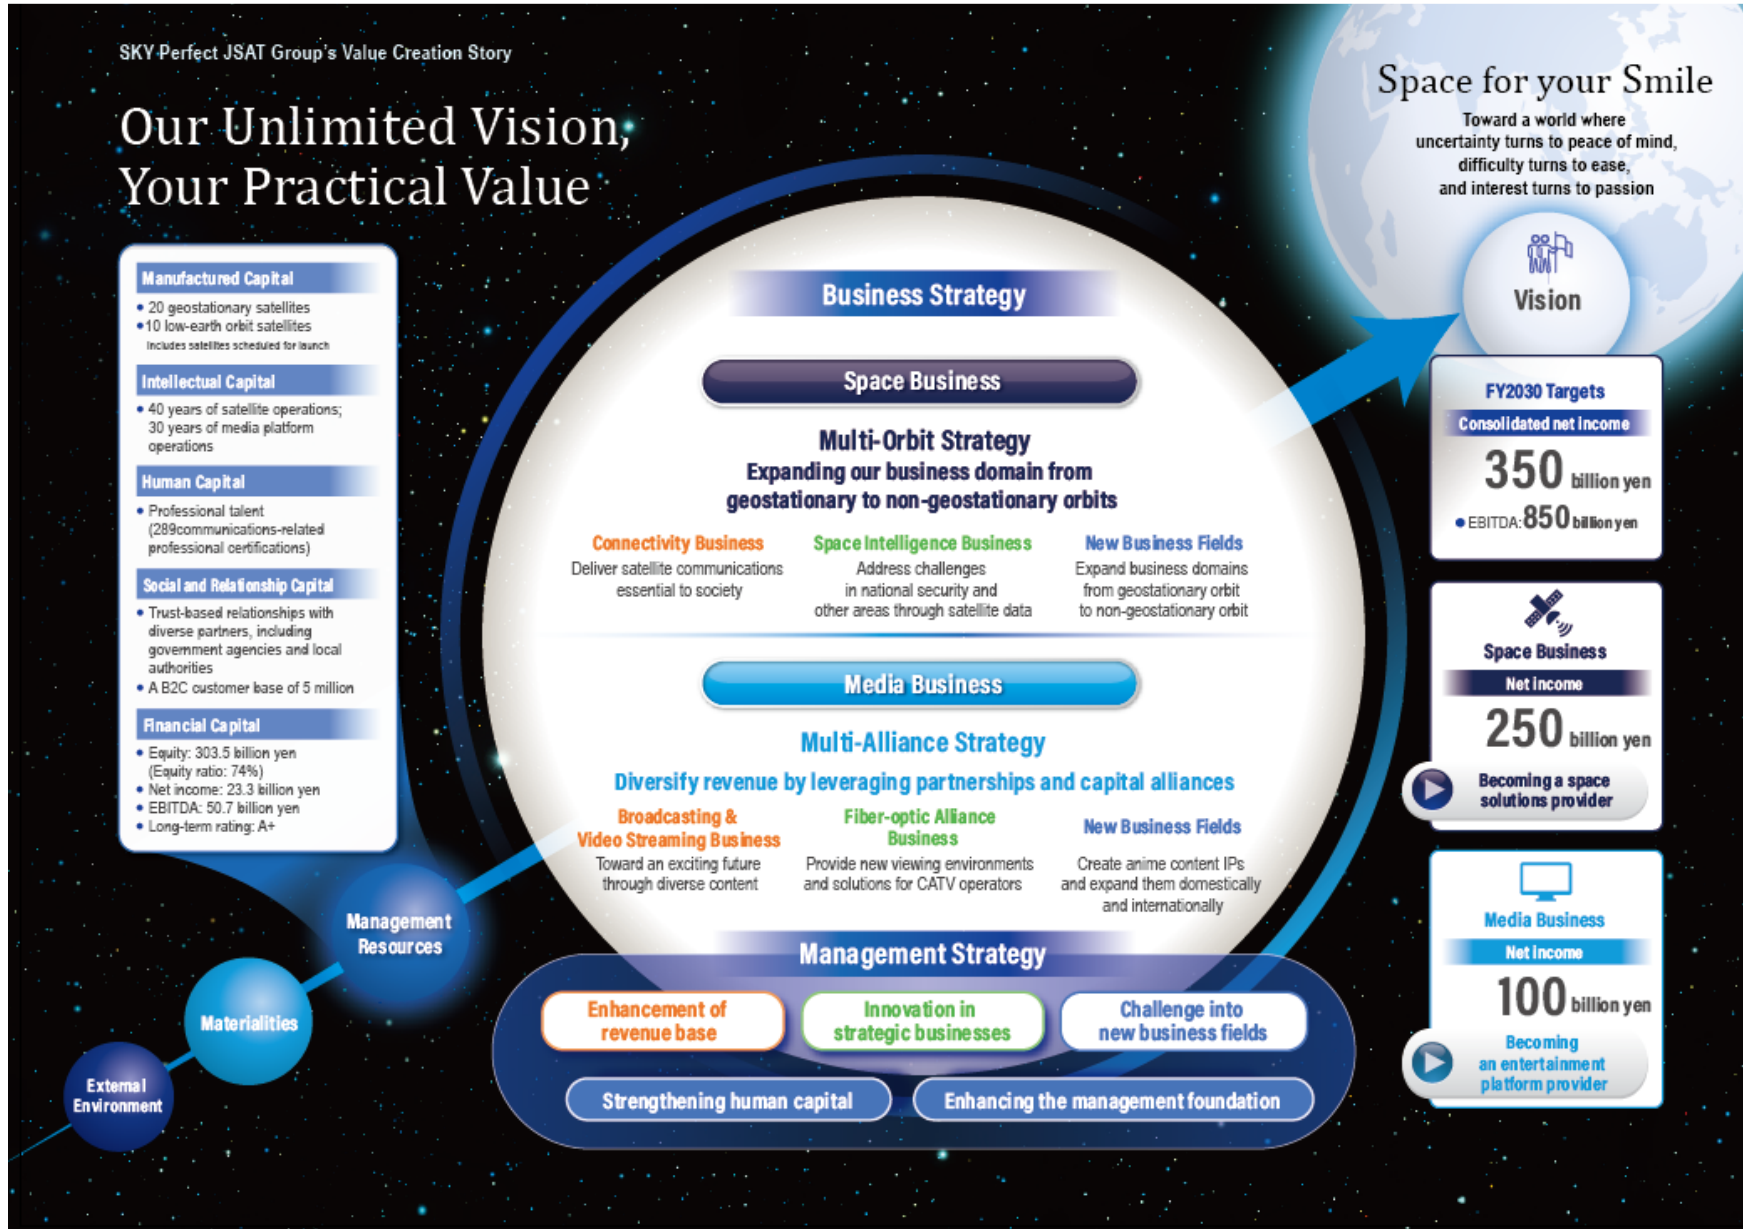 SKY Perfect JSAT Group's Value Creation Story
Our Unlimited Vision,
Your Practical Value
Manufactured Capital
• 20 geostationary satellites
• 10 low-earth orbit satellites
Includes satellites scheduled for launch
Intellectual Capital
• 40 years of satellite operations;
30 years of media platform
operations
Human Capital
• Professional talent
(289communications-related
professional certifications)
Social and Relationship Capital
• Trust-based relationships with
diverse partners, including
government agencies and local
authorities
• A B2C customer base of 5 million
Financial Capital
• Equity: 303.5 billion yen
(Equity ratio: 74%)
• Net income: 23.3 billion yen
• EBITDA: 50.7 billion yen
• Long-term rating: A+
Management
Resources
Materialities
External
Environment
Business Strategy
Space Business
Multi-Orbit Strategy
Expanding our business domain from
geostationary to non-geostationary orbits
Connectivity Business
Deliver satellite communications
essential to society
Space Intelligence Business
Address challenges
in national security and
other areas through satellite data
New Business Fields
Expand business domains
from geostationary orbit
to non-geostationary orbit
Media Business
Multi-Alliance Strategy
Diversify revenue by leveraging partnerships and capital alliances
Broadcasting &
Video Streaming Business
Toward an exciting future
through diverse content
Fiber-optic Alliance
Business
Provide new viewing environments
and solutions for CATV operators
New Business Fields
Create anime content IPs
and expand them domestically
and internationally
Management Strategy
Enhancement of
revenue base
Innovation in
strategic businesses
Challenge into
new business fields
Strengthening human capital
Enhancing the management foundation
Space for your Smile
Toward a world where
uncertainty turns to peace of mind,
difficulty turns to ease,
and interest turns to passion
Vision
FY2030 Targets
Consolidated net income
350 billion yen
• EBITDA: 850 billion yen
Space Business
Net income
250 billion yen
Becoming a space
solutions provider
Media Business
Net income
100 billion yen
Becoming
an entertainment
platform provider